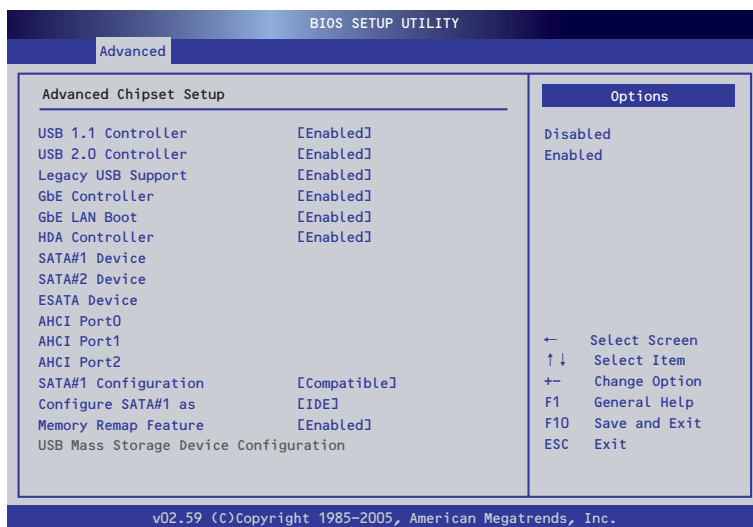 BIOS SETUP UTILITY
Advanced
Advanced Chipset Setup
USB 1.1 Controller [Enabled]
USB 2.0 Controller [Enabled]
Legacy USB Support [Enabled]
GbE Controller [Enabled]
GbE LAN Boot [Enabled]
HDA Controller [Enabled]
SATA#1 Device
SATA#2 Device
ESATA Device
AHCI Port0
AHCI Port1
AHCI Port2
SATA#1 Configuration [Compatible]
Configure SATA#1 as [IDE]
Memory Remap Feature [Enabled]
USB Mass Storage Device Configuration
Options
Disabled
Enabled
← Select Screen
↑↓ Select Item
+- Change Option
F1 General Help
F10 Save and Exit
ESC Exit
v02.59 (C)Copyright 1985-2005, American Megatrends, Inc.